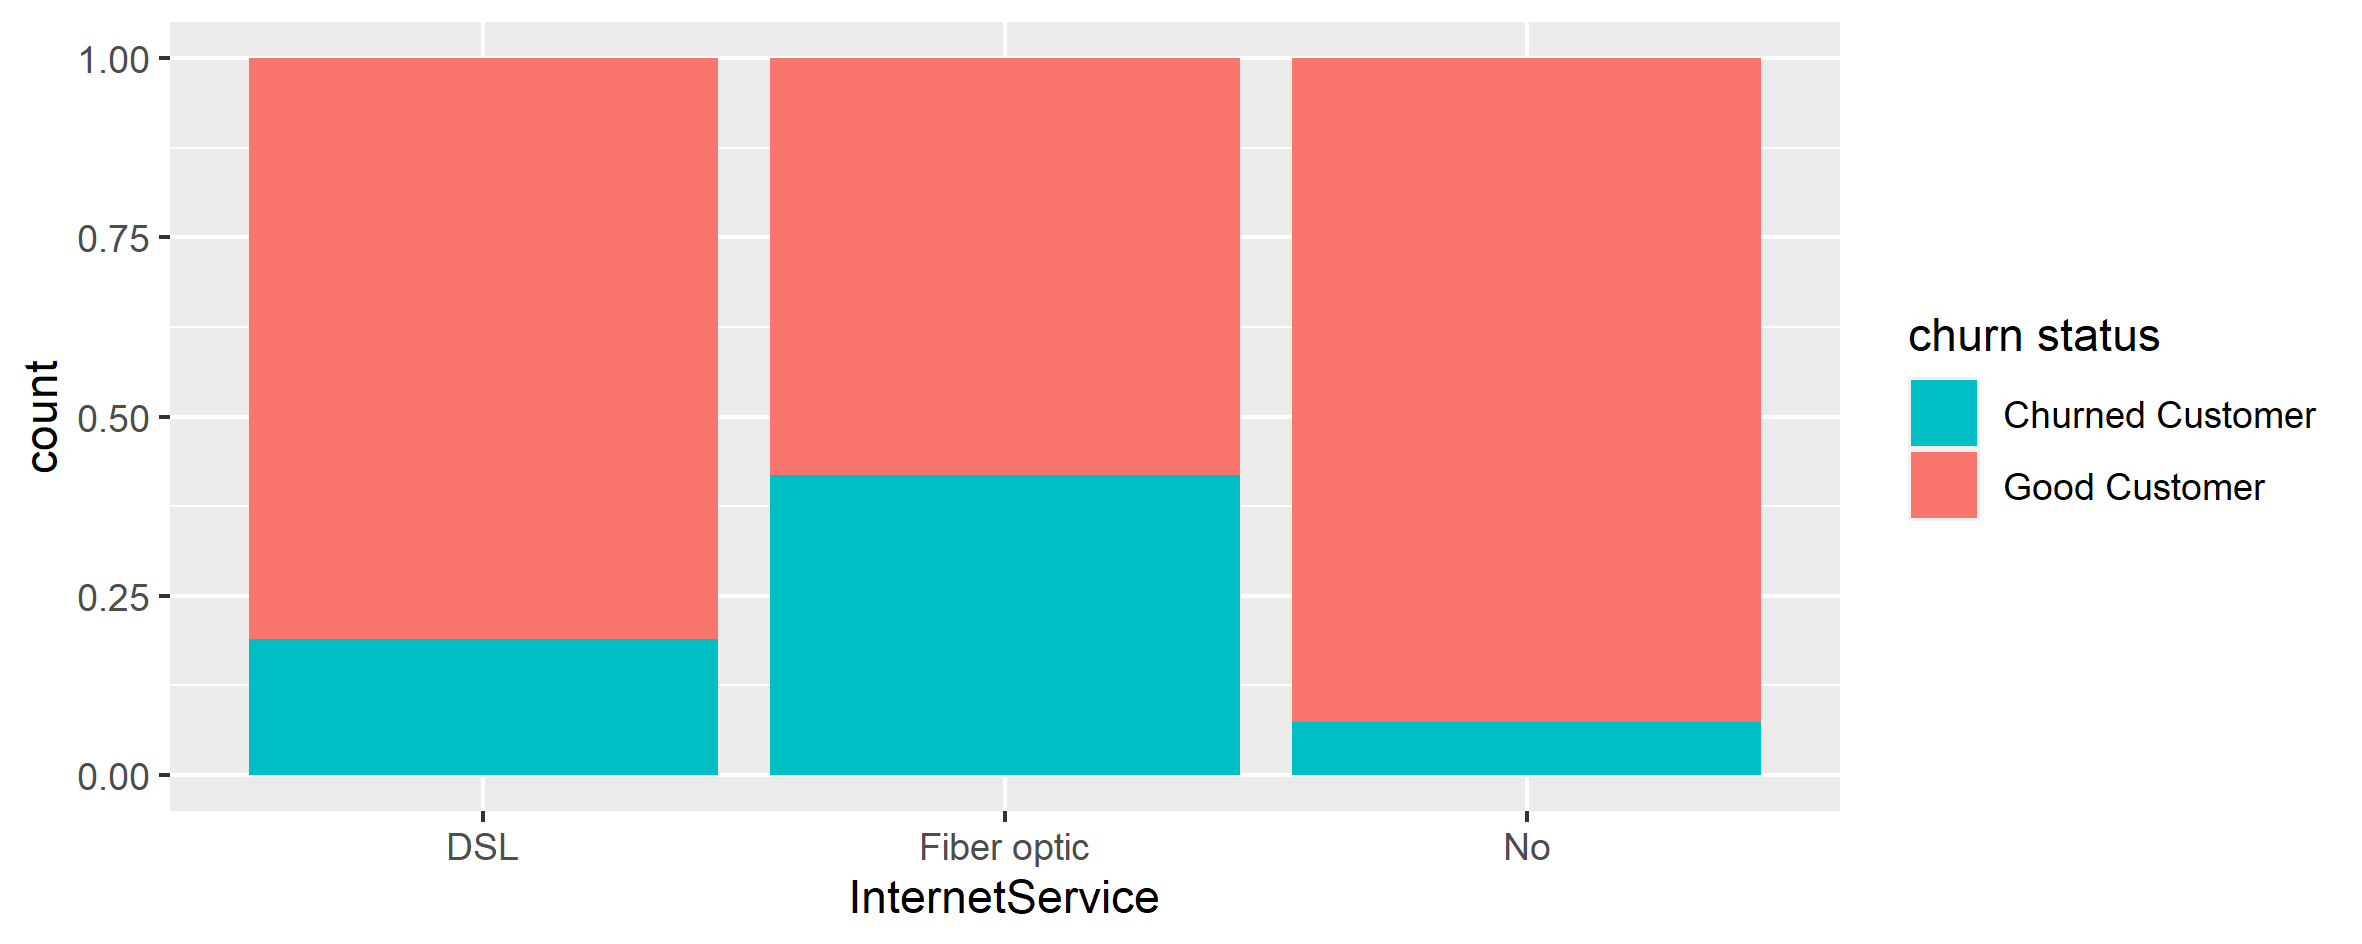 1.00
0.75
0.50
0.25
0.00
count
DSL
Fiber optic
No
InternetService
churn status
Churned Customer
Good Customer